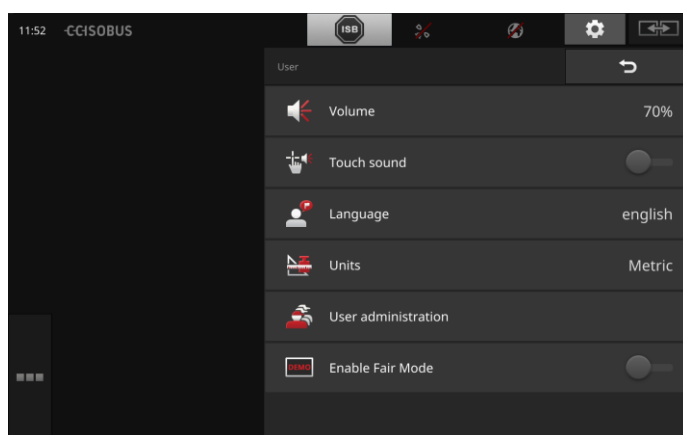 11:52 CCISOBUS ISB
User
Volume 70%
Touch sound
Language english
Units Metric
User administration
DEMO Enable Fair Mode